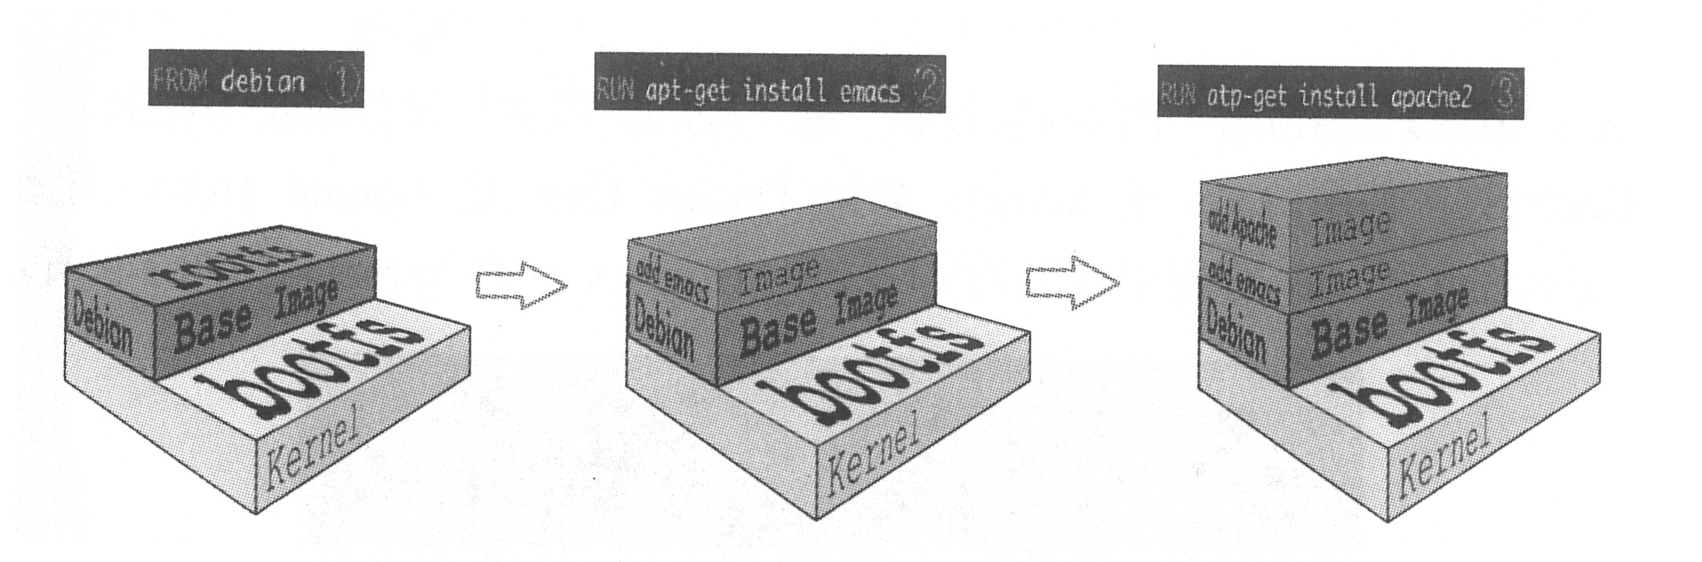 FROM debian ①
RUN apt-get install emacs ②
RUN atp-get install apache2 ③
rootfs
Debian
Base Image
bootfs
Kernel
add emacs
Image
Debian
Base Image
bootfs
Kernel
add Apache
Image
add emacs
Image
Debian
Base Image
bootfs
Kernel